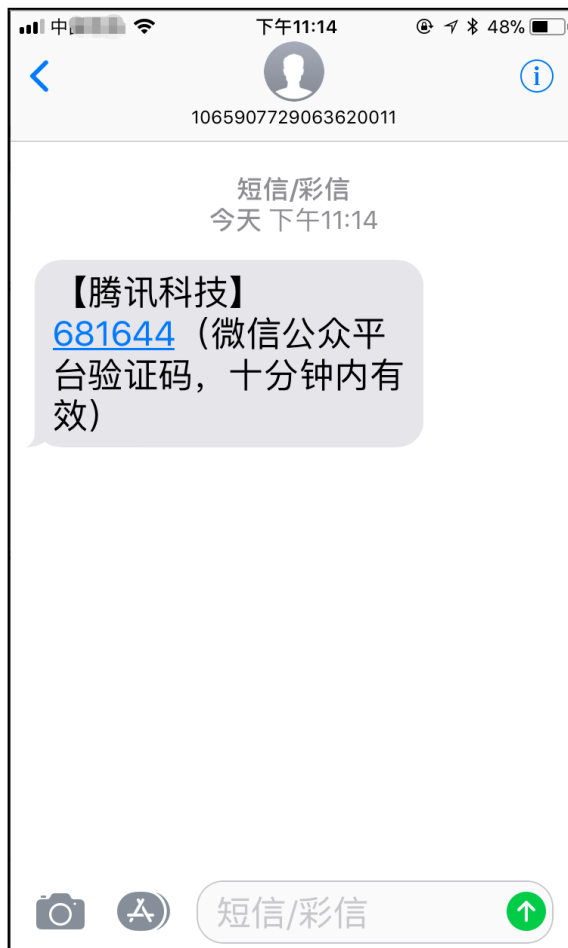 中 下午11:14 48%
1065907729063620011
短信/彩信
今天 下午11:14
【腾讯科技】
681644（微信公众平
台验证码，十分钟内有
效）
短信/彩信